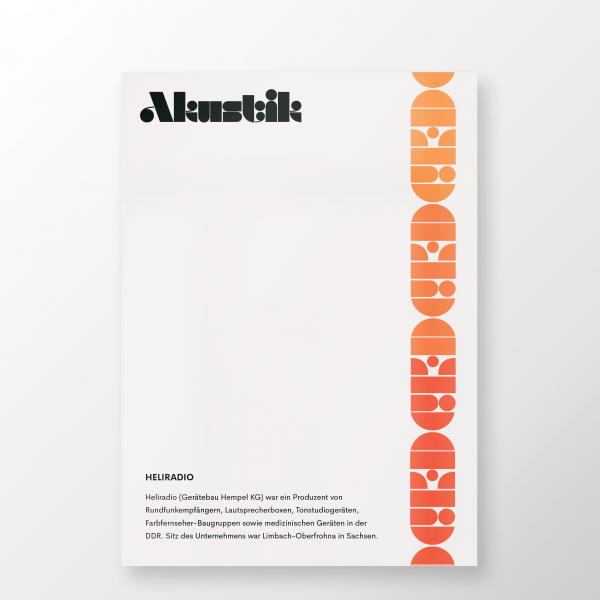 Akustik
HELIRADIO
Heliradio (Gerätebau Hempel KG) war ein Produzent von
Rundfunkempfängern, Lautsprecherboxen, Tonstudiogeräten,
Farbfernseher-Baugruppen sowie medizinischen Geräten in der
DDR. Sitz des Unternehmens war Limbach-Oberfrohna in Sachsen.